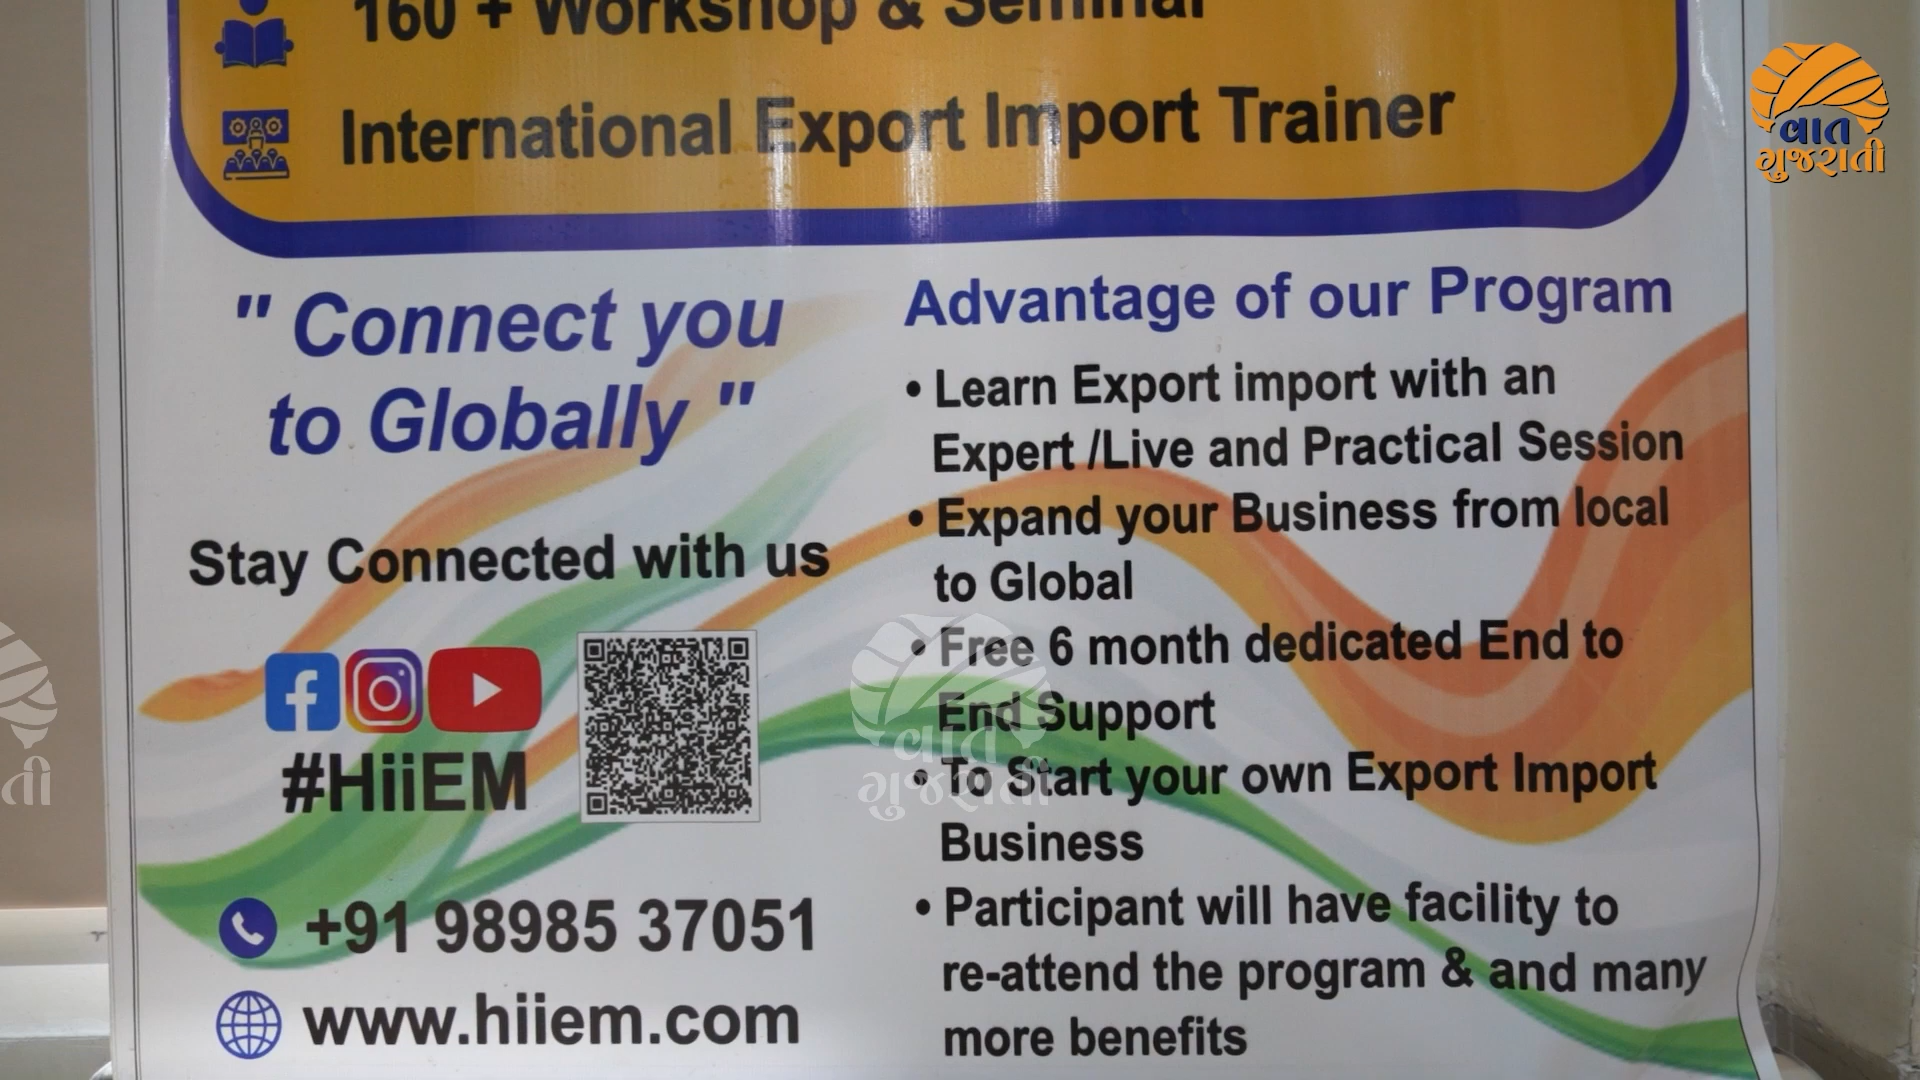 160 + Workshop & Seminar
International Export Import Trainer
વાત
ગુજરાતી
" Connect you
to Globally "
Stay Connected with us
#HiiEM
+91 98985 37051
www.hiiem.com
Advantage of our Program
• Learn Export import with an
Expert /Live and Practical Session
• Expand your Business from local
to Global
• Free 6 month dedicated End to
End Support
• To Start your own Export Import
Business
• Participant will have facility to
re-attend the program & and many
more benefits
વાત
ગુજરાતી
તી